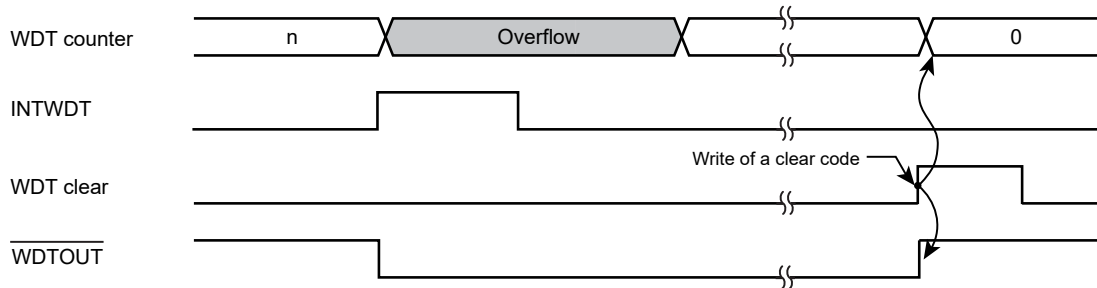 WDT counter n Overflow 0
INTWDT
Write of a clear code
WDT clear
WDTOUT